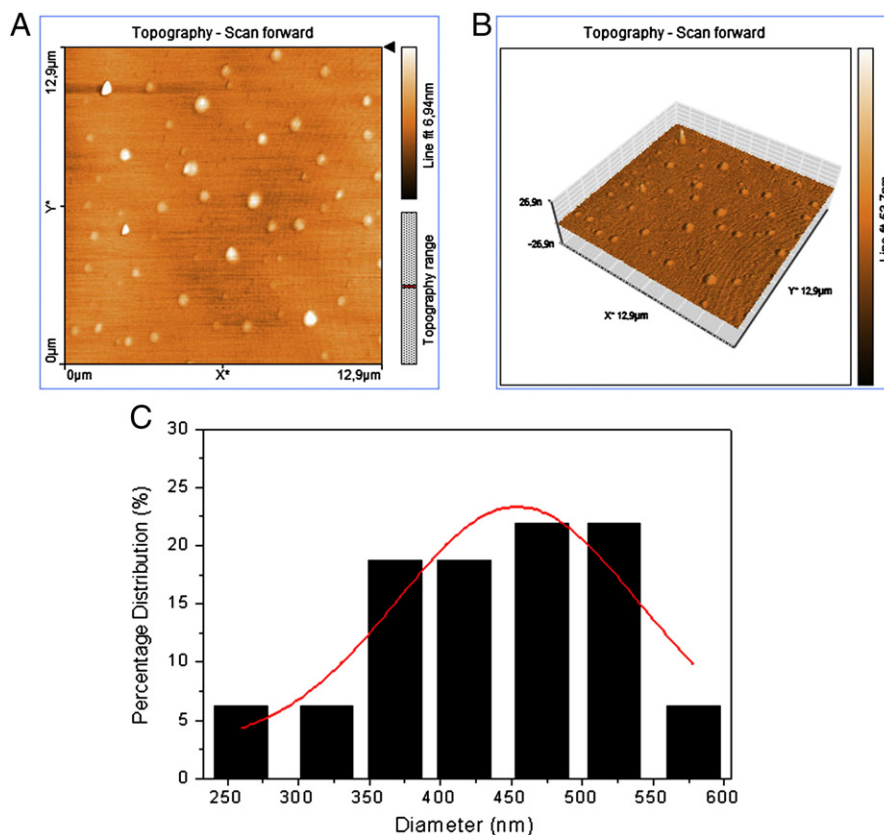 A
Topography - Scan forward
12,9µm
Y*
0µm
0µm
X*
12,9µm
Line fit 6,94nm
Topography range
B
Topography - Scan forward
26,9n
-26,9n
X* 12,9µm
Y* 12,9µm
C
30
25
20
15
10
5
0
Percentage Distribution (%)
250
300
350
400
450
500
550
600
Diameter (nm)